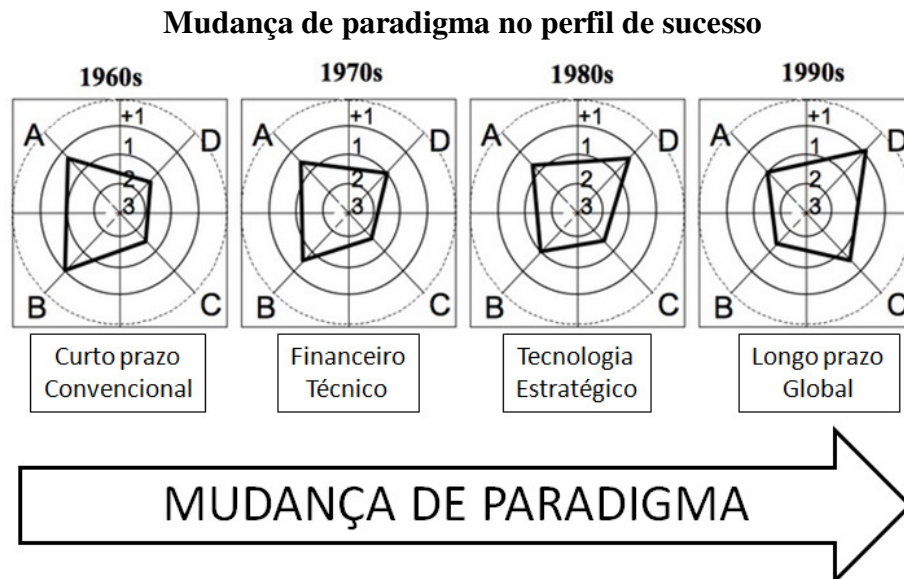 Mudança de paradigma no perfil de sucesso
1960s
1970s
1980s
1990s
+1
A
D
1
2
3
B
C
+1
A
D
1
2
3
B
C
+1
A
D
1
2
3
B
C
+1
A
D
1
2
3
B
C
Curto prazo
Convencional
Financeiro
Técnico
Tecnologia
Estratégico
Longo prazo
Global
MUDANÇA DE PARADIGMA